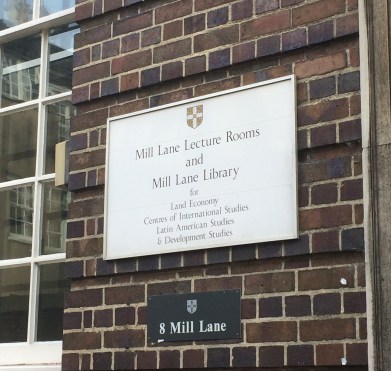 Mill Lane Lecture Rooms
and
Mill Lane Library
for
Land Economy
Centres of International Studies
Latin American Studies
& Development Studies
8 Mill Lane